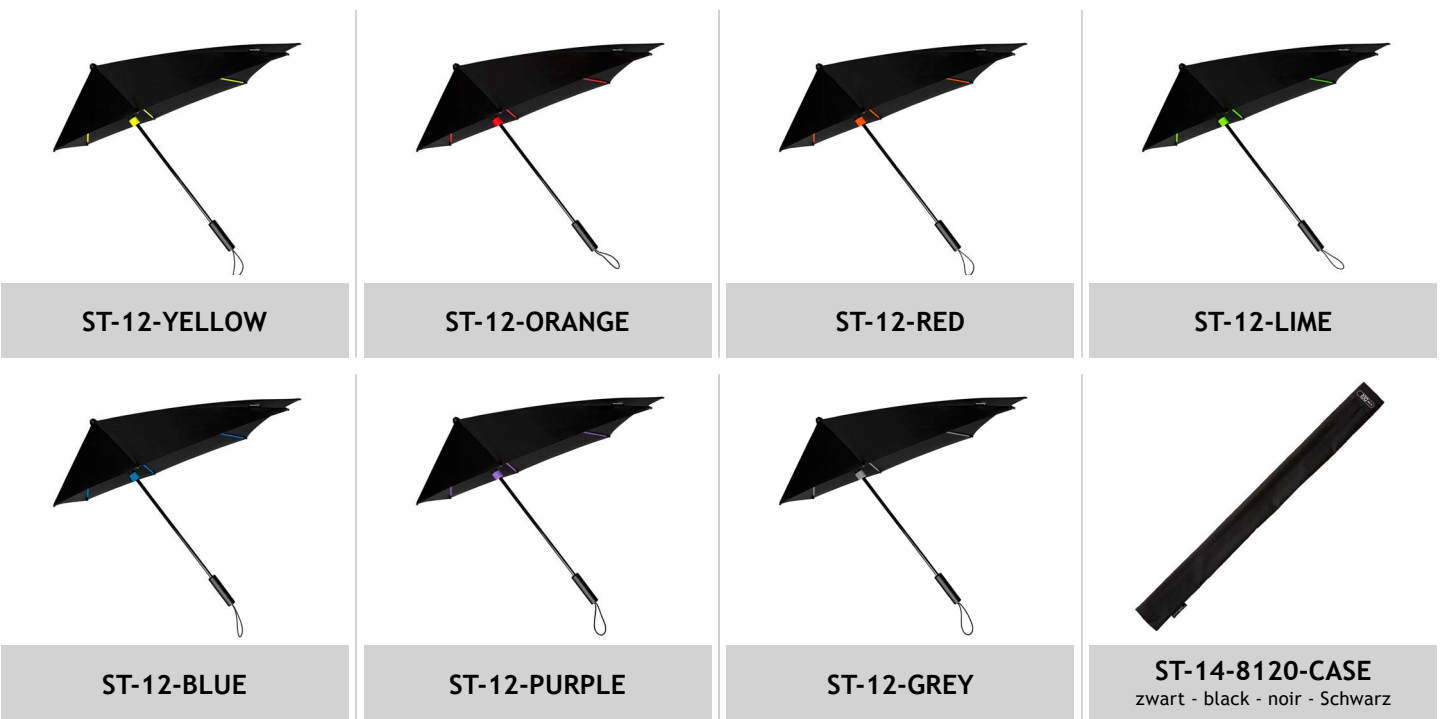 ST-12-YELLOW
ST-12-ORANGE
ST-12-RED
ST-12-LIME
ST-12-BLUE
ST-12-PURPLE
ST-12-GREY
ST-14-8120-CASE
zwart - black - noir - Schwarz